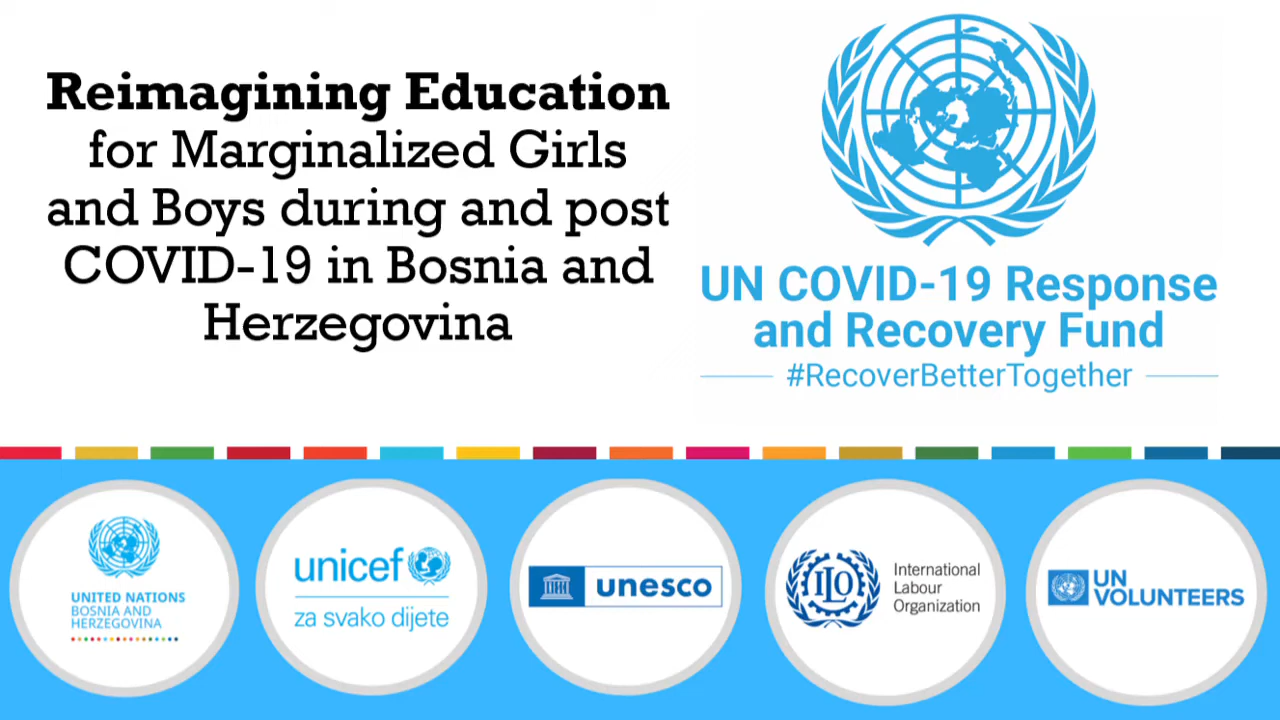 Reimagining Education
for Marginalized Girls
and Boys during and post
COVID-19 in Bosnia and
Herzegovina
UN COVID-19 Response
and Recovery Fund
#RecoverBetterTogether
UNITED NATIONS
BOSNIA AND
HERZEGOVINA
unicef
za svako dijete
unesco
ILO
International
Labour
Organization
UN
VOLUNTEERS